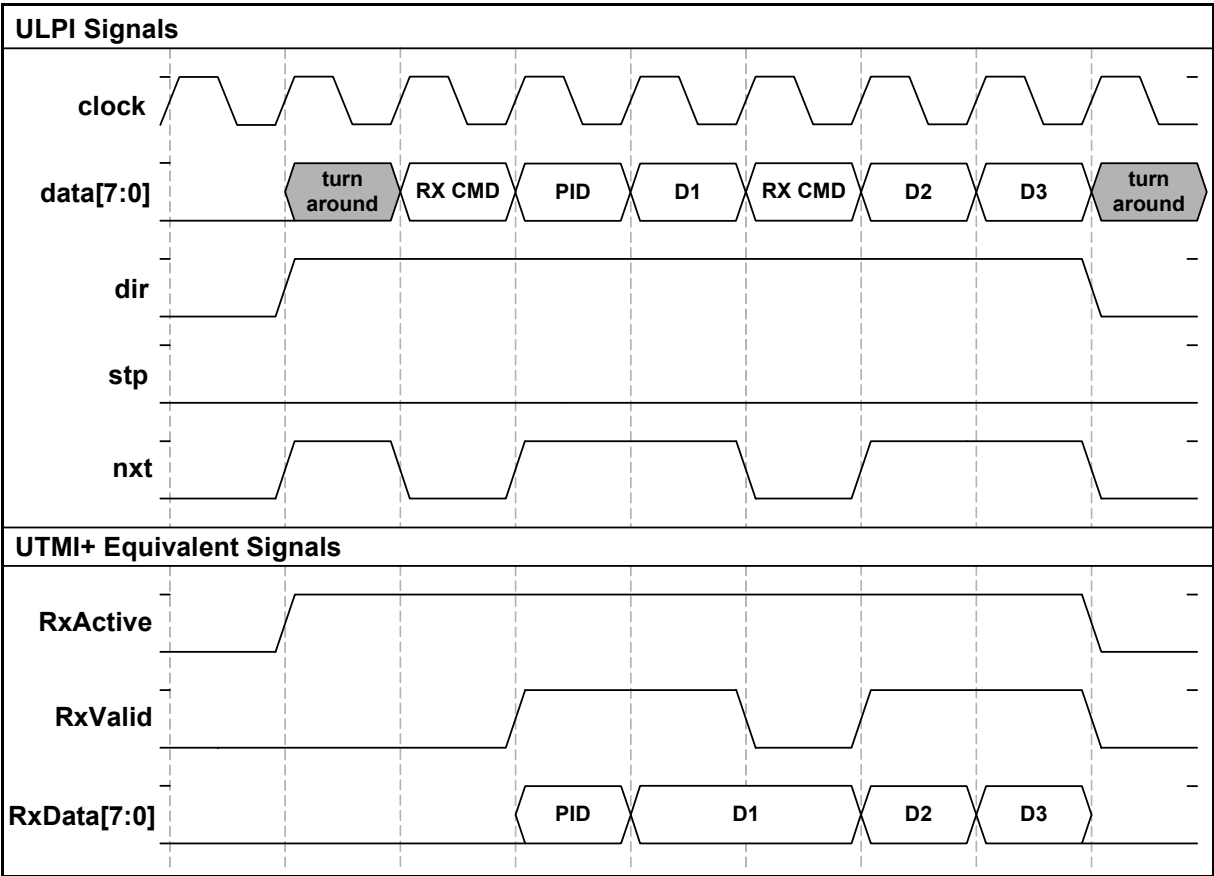 ULPI Signals
clock
data[7:0]
turn
around
RX CMD
PID
D1
RX CMD
D2
D3
turn
around
dir
stp
nxt
UTMI+ Equivalent Signals
RxActive
RxValid
RxData[7:0]
PID
D1
D2
D3